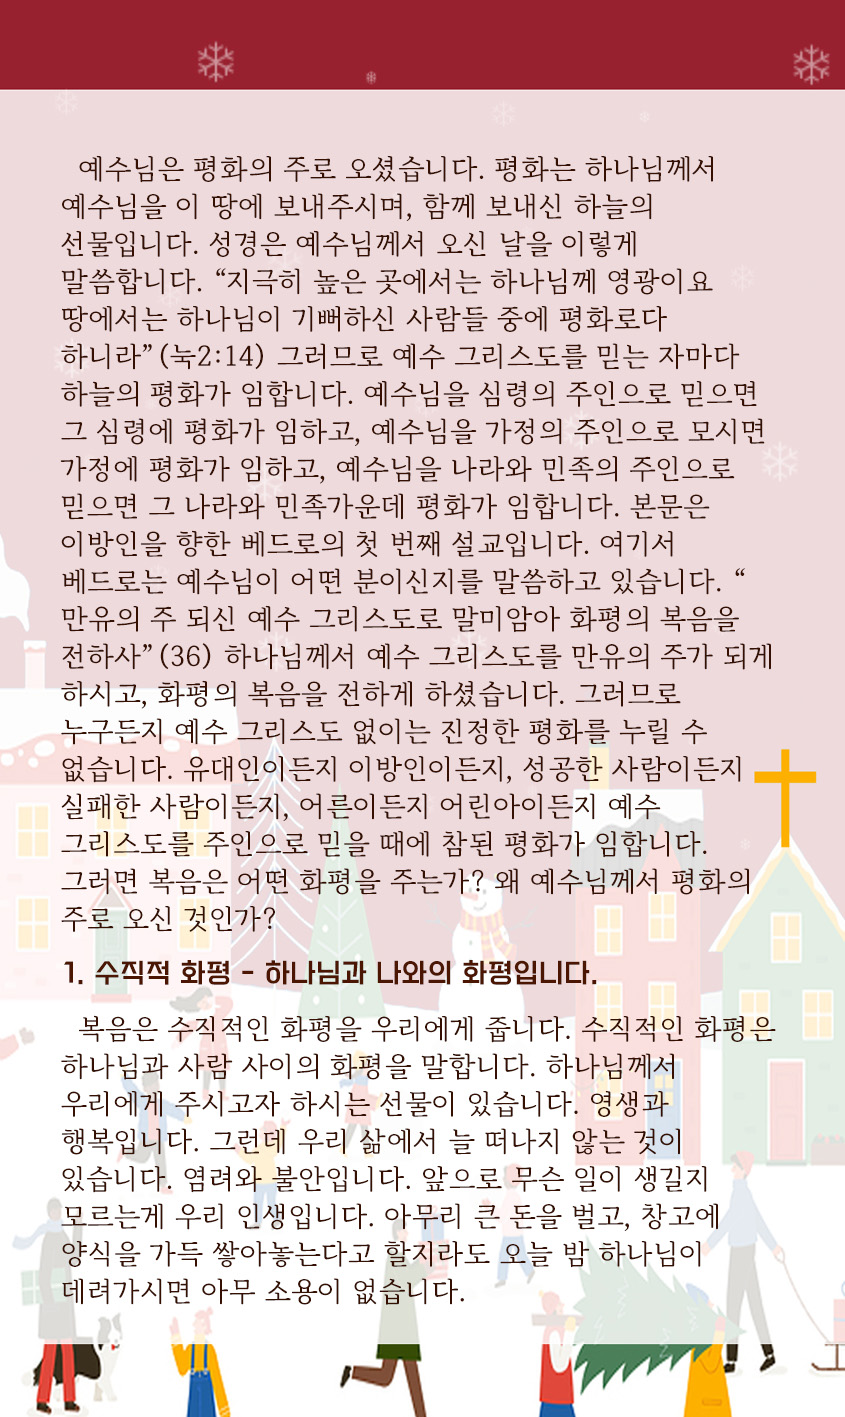 예수님은 평화의 주로 오셨습니다. 평화는 하나님께서
예수님을 이 땅에 보내주시며, 함께 보내신 하늘의
선물입니다. 성경은 예수님께서 오신 날을 이렇게
말씀합니다. “지극히 높은 곳에서는 하나님께 영광이요
땅에서는 하나님이 기뻐하신 사람들 중에 평화로다
하니라”(눅2:14) 그러므로 예수 그리스도를 믿는 자마다
하늘의 평화가 임합니다. 예수님을 심령의 주인으로 믿으면
그 심령에 평화가 임하고, 예수님을 가정의 주인으로 모시면
가정에 평화가 임하고, 예수님을 나라와 민족의 주인으로
믿으면 그 나라와 민족가운데 평화가 임합니다. 본문은
이방인을 향한 베드로의 첫 번째 설교입니다. 여기서
베드로는 예수님이 어떤 분이신지를 말씀하고 있습니다. “
만유의 주 되신 예수 그리스도로 말미암아 화평의 복음을
전하사”(36) 하나님께서 예수 그리스도를 만유의 주가 되게
하시고, 화평의 복음을 전하게 하셨습니다. 그러므로
누구든지 예수 그리스도 없이는 진정한 평화를 누릴 수
없습니다. 유대인이든지 이방인이든지, 성공한 사람이든지
실패한 사람이든지, 어른이든지 어린아이든지 예수
그리스도를 주인으로 믿을 때에 참된 평화가 임합니다.
그러면 복음은 어떤 화평을 주는가? 왜 예수님께서 평화의
주로 오신 것인가?
1. 수직적 화평 - 하나님과 나와의 화평입니다.
복음은 수직적인 화평을 우리에게 줍니다. 수직적인 화평은
하나님과 사람 사이의 화평을 말합니다. 하나님께서
우리에게 주시고자 하시는 선물이 있습니다. 영생과
행복입니다. 그런데 우리 삶에서 늘 떠나지 않는 것이
있습니다. 염려와 불안입니다. 앞으로 무슨 일이 생길지
모르는게 우리 인생입니다. 아무리 큰 돈을 벌고, 창고에
양식을 가득 쌓아놓는다고 할지라도 오늘 밤 하나님이
데려가시면 아무 소용이 없습니다.